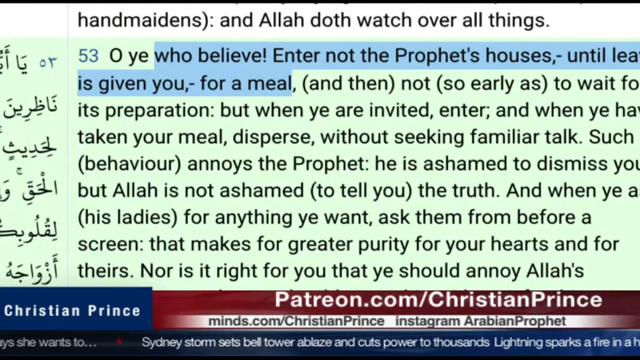 handmaidens): and Allah doth watch over all things.
53 O ye who believe! Enter not the Prophet's houses,- until lea
is given you,- for a meal, (and then) not (so early as) to wait fo
its preparation: but when ye are invited, enter; and when ye ha
taken your meal, disperse, without seeking familiar talk. Such
(behaviour) annoys the Prophet: he is ashamed to dismiss you
but Allah is not ashamed (to tell you) the truth. And when ye a
(his ladies) for anything ye want, ask them from before a
screen: that makes for greater purity for your hearts and for
theirs. Nor is it right for you that ye should annoy Allah's
٥٣ يَا أَيُّ
نَاظِرِينَ
لِحَدِيثٍ
الْحَقِّ ۚ وَإِ
لِقُلُوبِكُ
أَزْوَاجَهُ
Christian Prince
Patreon.com/ChristianPrince
minds.com/ChristianPrince instagram ArabianProphet
ys she wants to... Sydney storm sets bell tower ablaze and cuts power to thousands Lightning sparks a fire in a h